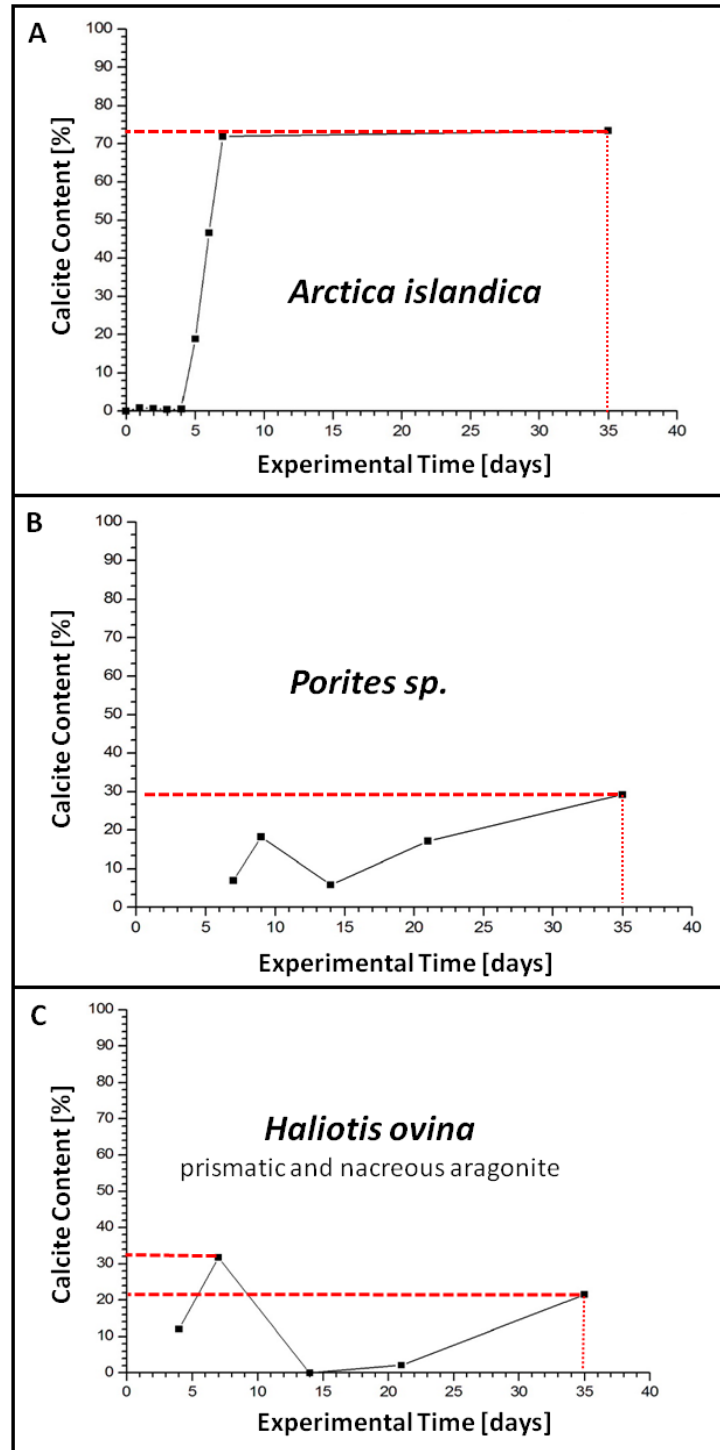 A
Calcite Content [%]
100
90
80
70
60
50
40
30
20
10
0
Arctica islandica
0 5 10 15 20 25 30 35 40
Experimental Time [days]
B
Calcite Content [%]
100
90
80
70
60
50
40
30
20
10
0
Porites sp.
0 5 10 15 20 25 30 35 40
Experimental Time [days]
C
Calcite Content [%]
100
90
80
70
60
50
40
30
20
10
0
Haliotis ovina
prismatic and nacreous aragonite
0 5 10 15 20 25 30 35 40
Experimental Time [days]